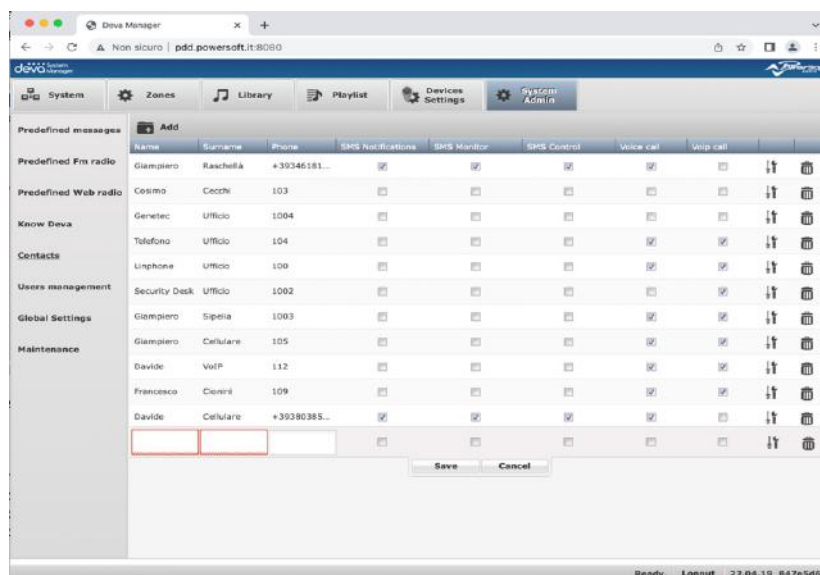 Deva Manager
Non sicuro | pdd.powersoft.it:8080
deva System Manager
System Zones Library Playlist Devices Settings System Admin
Predefined messages
Predefined Fm radio
Predefined Web radio
Know Deva
Contacts
Users management
Global Settings
Maintenance
Add
Name Surname Phone SMS Notifications SMS Monitor SMS Control Voice call Voip call
Giampiero Raschellà +39346181...
Cosimo Cecchi 103
Genetec Ufficio 1004
Telefono Ufficio 104
Linphone Ufficio 100
Security Desk Ufficio 1002
Giampiero Sipelia 1003
Giampiero Cellulare 105
Davide VoIP 112
Francesco Cionini 109
Davide Cellulare +39380385...
Save Cancel
Ready Logout